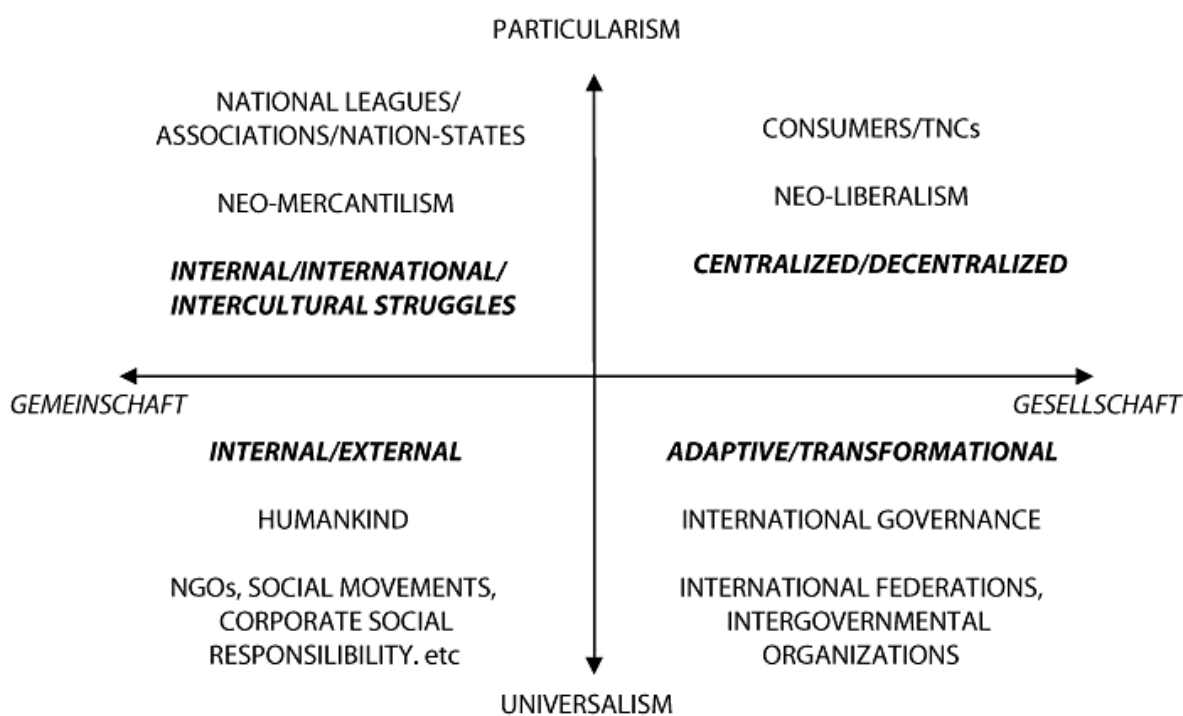 PARTICULARISM
NATIONAL LEAGUES/
ASSOCIATIONS/NATION-STATES
NEO-MERCANTILISM
INTERNAL/INTERNATIONAL/
INTERCULTURAL STRUGGLES
CONSUMERS/TNCs
NEO-LIBERALISM
CENTRALIZED/DECENTRALIZED
GEMEINSCHAFT
GESELLSCHAFT
INTERNAL/EXTERNAL
HUMANKIND
NGOs, SOCIAL MOVEMENTS,
CORPORATE SOCIAL
RESPONSILIBILITY. etc
ADAPTIVE/TRANSFORMATIONAL
INTERNATIONAL GOVERNANCE
INTERNATIONAL FEDERATIONS,
INTERGOVERNMENTAL
ORGANIZATIONS
UNIVERSALISM